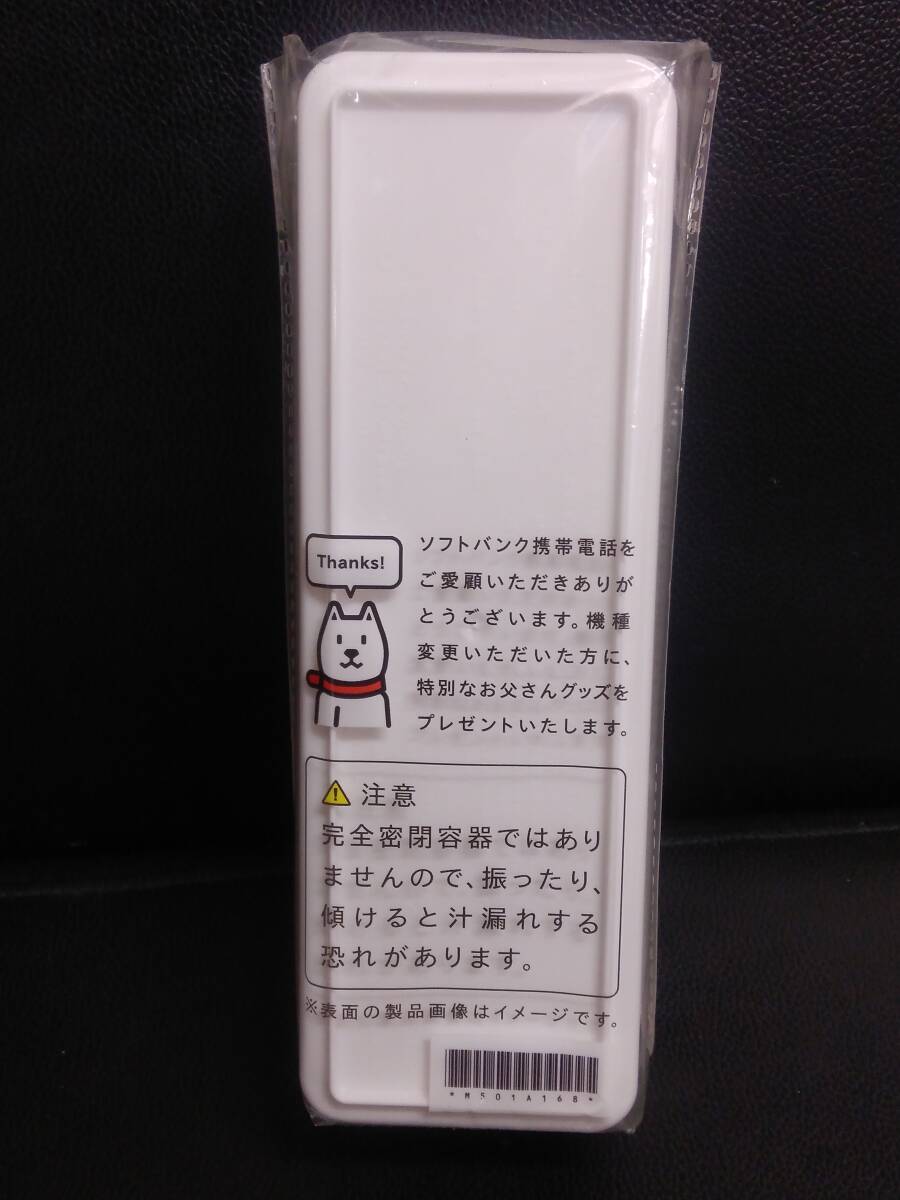 Thanks!
ソフトバンク携帯電話を
ご愛顧いただきありが
とうございます。機種
変更いただいた方に、
特別なお父さんグッズを
プレゼントいたします。
注意
完全密閉容器ではあり
ませんので、振ったり、
傾けると汁漏れする
恐れがあります。
※表面の製品画像はイメージです。
*M501A168*